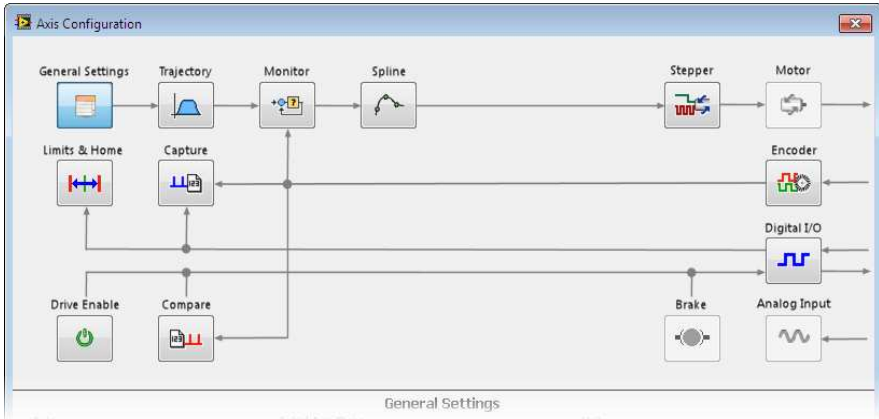 Axis Configuration
General Settings
Trajectory
Monitor
Spline
Stepper
Motor
Limits & Home
Capture
Encoder
Digital I/O
Drive Enable
Compare
Brake
Analog Input
General Settings